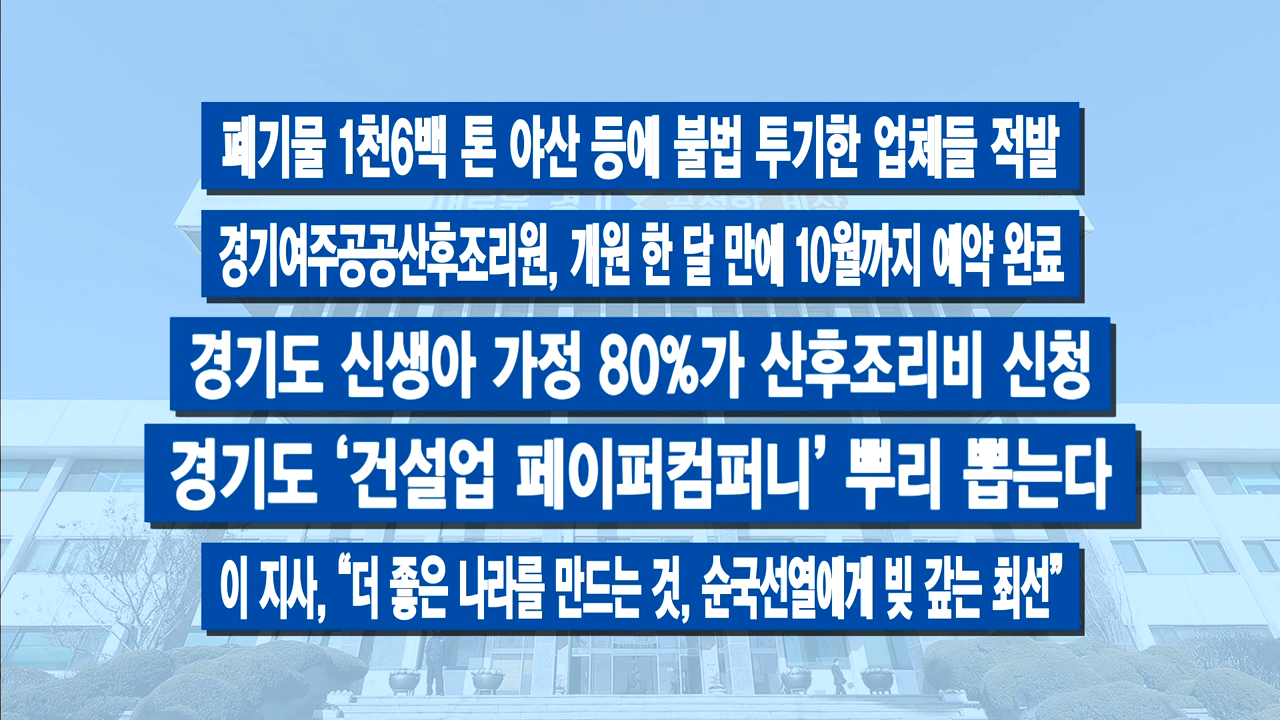 폐기물 1천6백 톤 야산 등에 불법 투기한 업체들 적발
경기여주공공산후조리원, 개원 한 달 만에 10월까지 예약 완료
경기도 신생아 가정 80%가 산후조리비 신청
경기도 ‘건설업 페이퍼컴퍼니’ 뿌리 뽑는다
이 지사, “더 좋은 나라를 만드는 것, 순국선열에게 빚 갚는 최선”